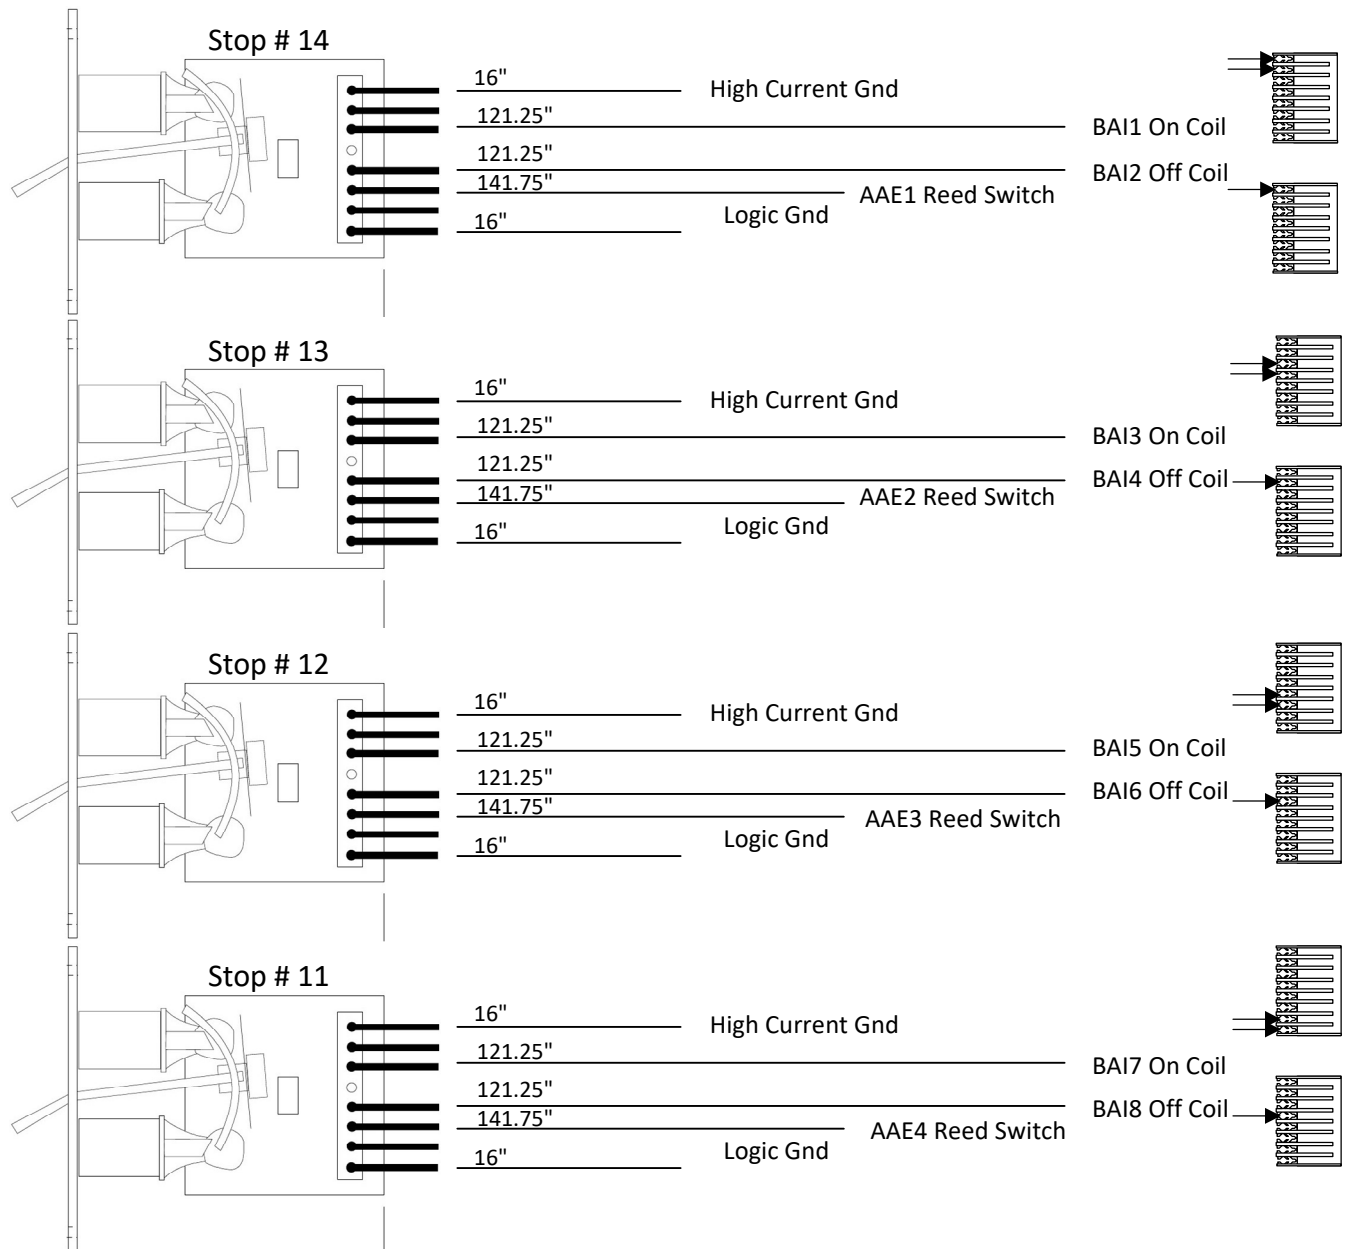 Stop # 14
16"
High Current Gnd
121.25"
BAI1 On Coil
121.25"
BAI2 Off Coil
141.75"
AAE1 Reed Switch
Logic Gnd
16"
Stop # 13
16"
High Current Gnd
121.25"
BAI3 On Coil
121.25"
BAI4 Off Coil
141.75"
AAE2 Reed Switch
Logic Gnd
16"
Stop # 12
16"
High Current Gnd
121.25"
BAI5 On Coil
121.25"
BAI6 Off Coil
141.75"
AAE3 Reed Switch
Logic Gnd
16"
Stop # 11
16"
High Current Gnd
121.25"
BAI7 On Coil
121.25"
BAI8 Off Coil
141.75"
AAE4 Reed Switch
Logic Gnd
16"